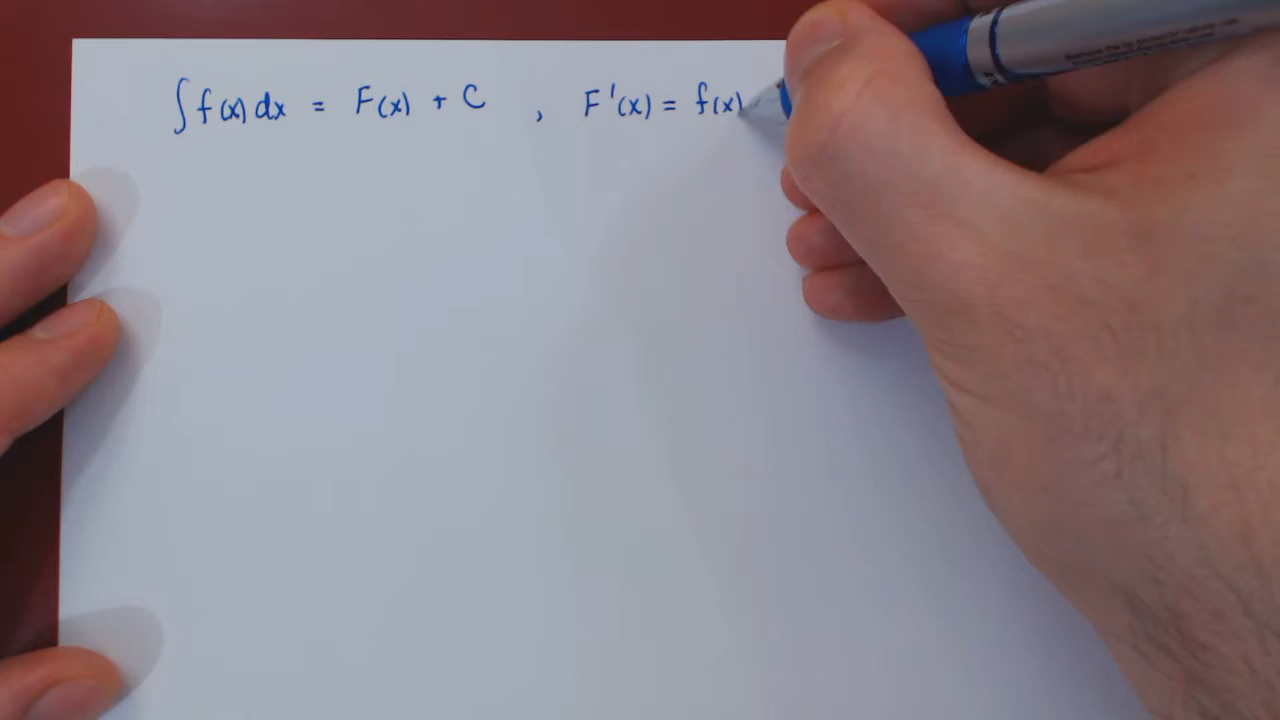 ∫ f(x) dx = F(x) + C , F'(x) = f(x)